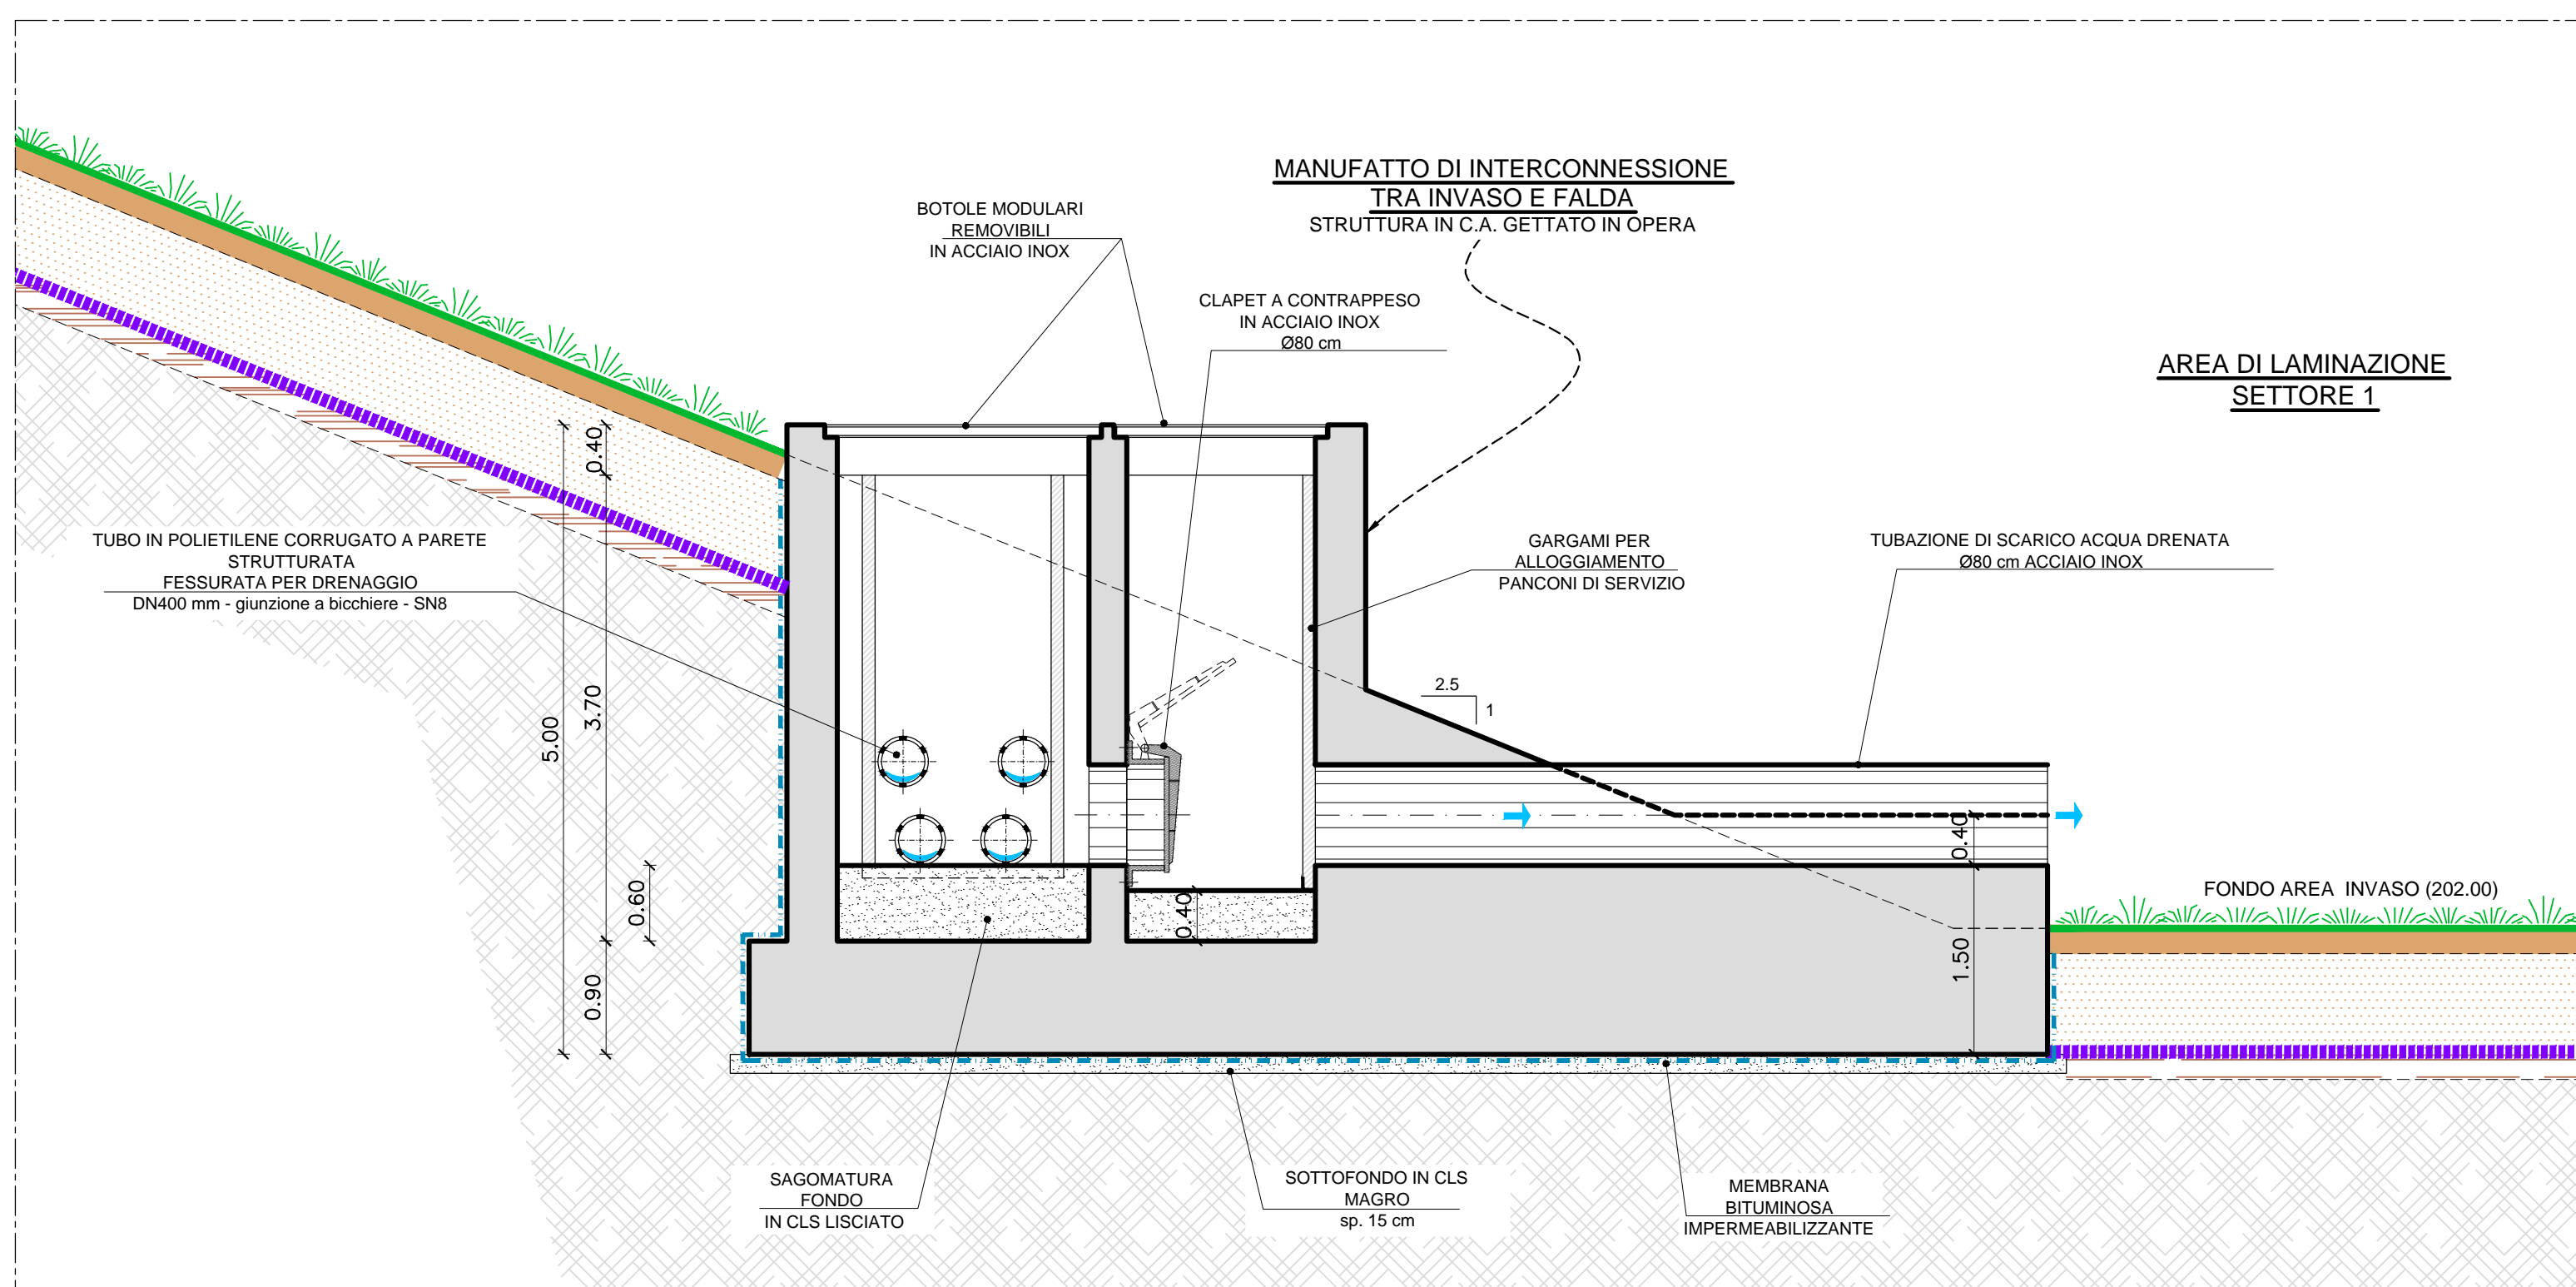 MANUFATTO DI INTERCONNESSIONE
TRA INVASO E FALDA
STRUTTURA IN C.A. GETTATO IN OPERA
BOTOLE MODULARI
REMOVIBILI
IN ACCIAIO INOX
CLAPET A CONTRAPPESO
IN ACCIAIO INOX
Ø80 cm
AREA DI LAMINAZIONE
SETTORE 1
TUBO IN POLIETILENE CORRUGATO A PARETE
STRUTTURATA
FESSURATA PER DRENAGGIO
DN400 mm - giunzione a bicchiere - SN8
GARGAMI PER
ALLOGGIAMENTO
PANCONI DI SERVIZIO
TUBAZIONE DI SCARICO ACQUA DRENATA
Ø80 cm ACCIAIO INOX
0.40
3.70
5.00
0.60
0.90
2.5
1
0.40
0.40
1.50
FONDO AREA INVASO (202.00)
SAGOMATURA
FONDO
IN CLS LISCIATO
SOTTOFONDO IN CLS
MAGRO
sp. 15 cm
MEMBRANA
BITUMINOSA
IMPERMEABILIZZANTE